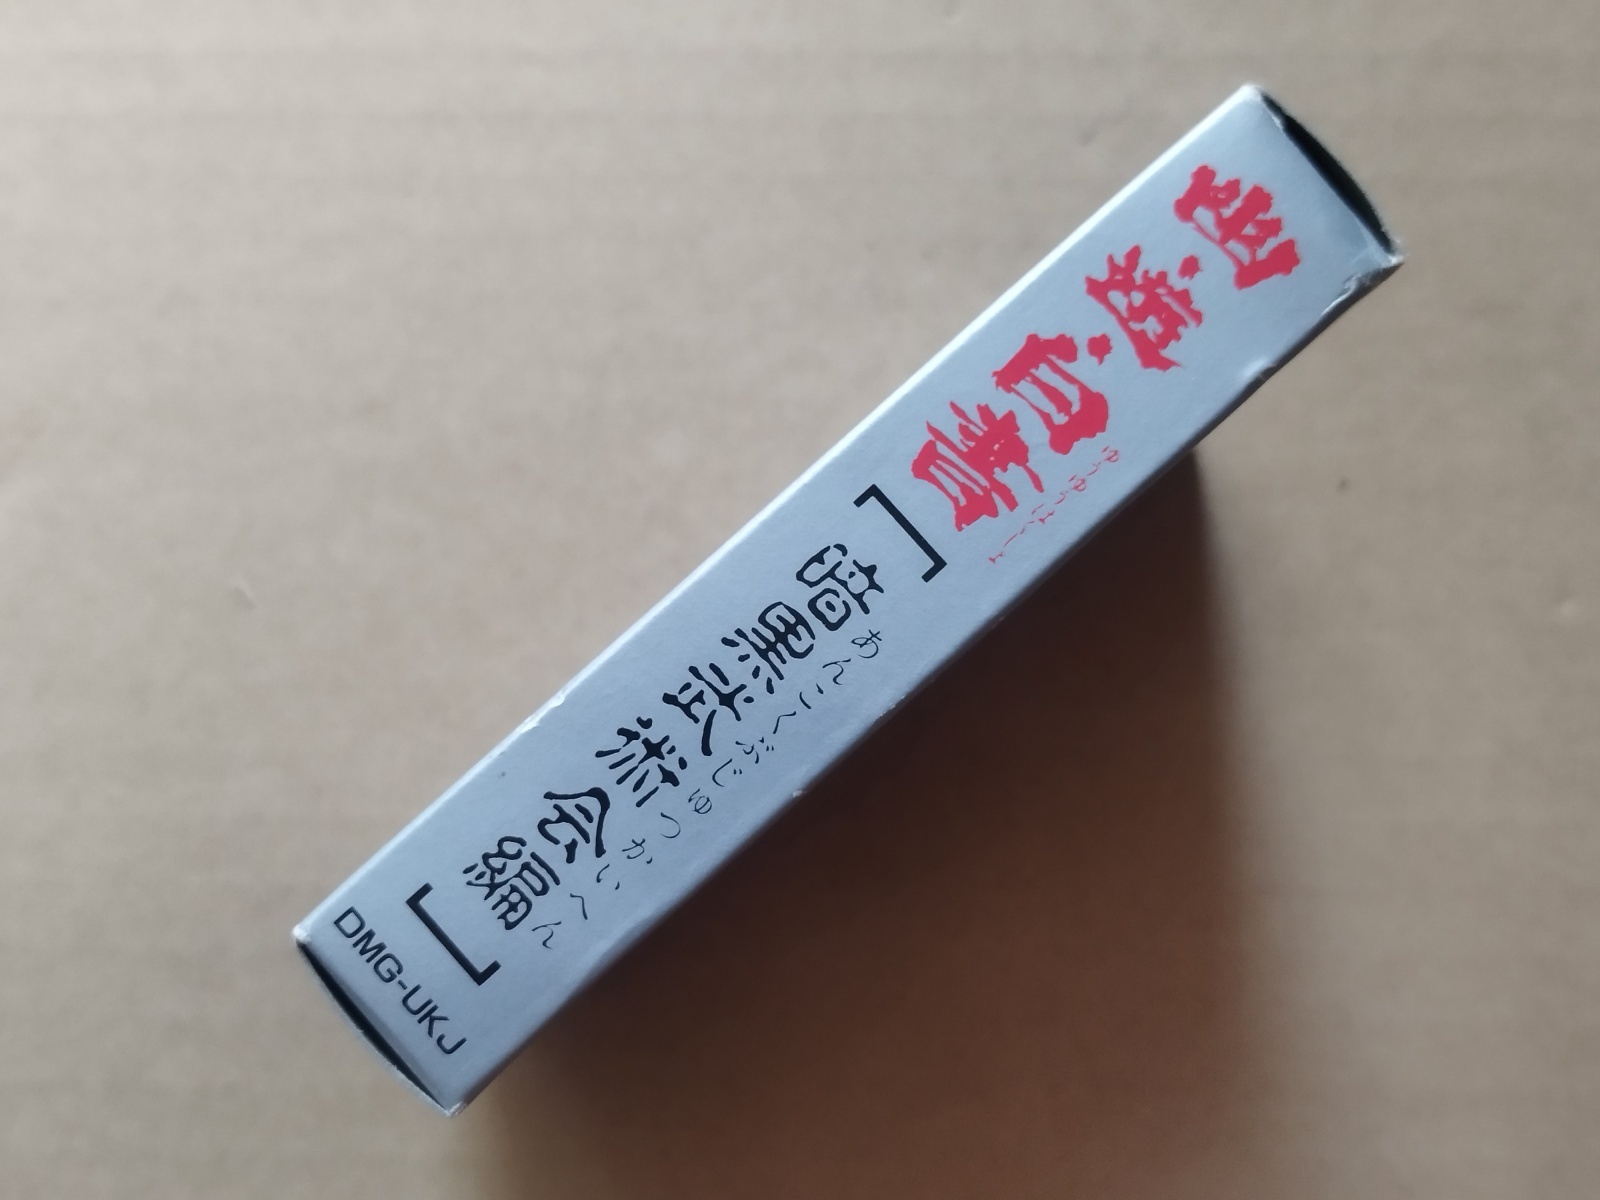 幽☆遊☆白書
ゆうゆうはくしょ
[暗黒武術会編]
あんこくぶじゅつかいへん
DMG-UKJ